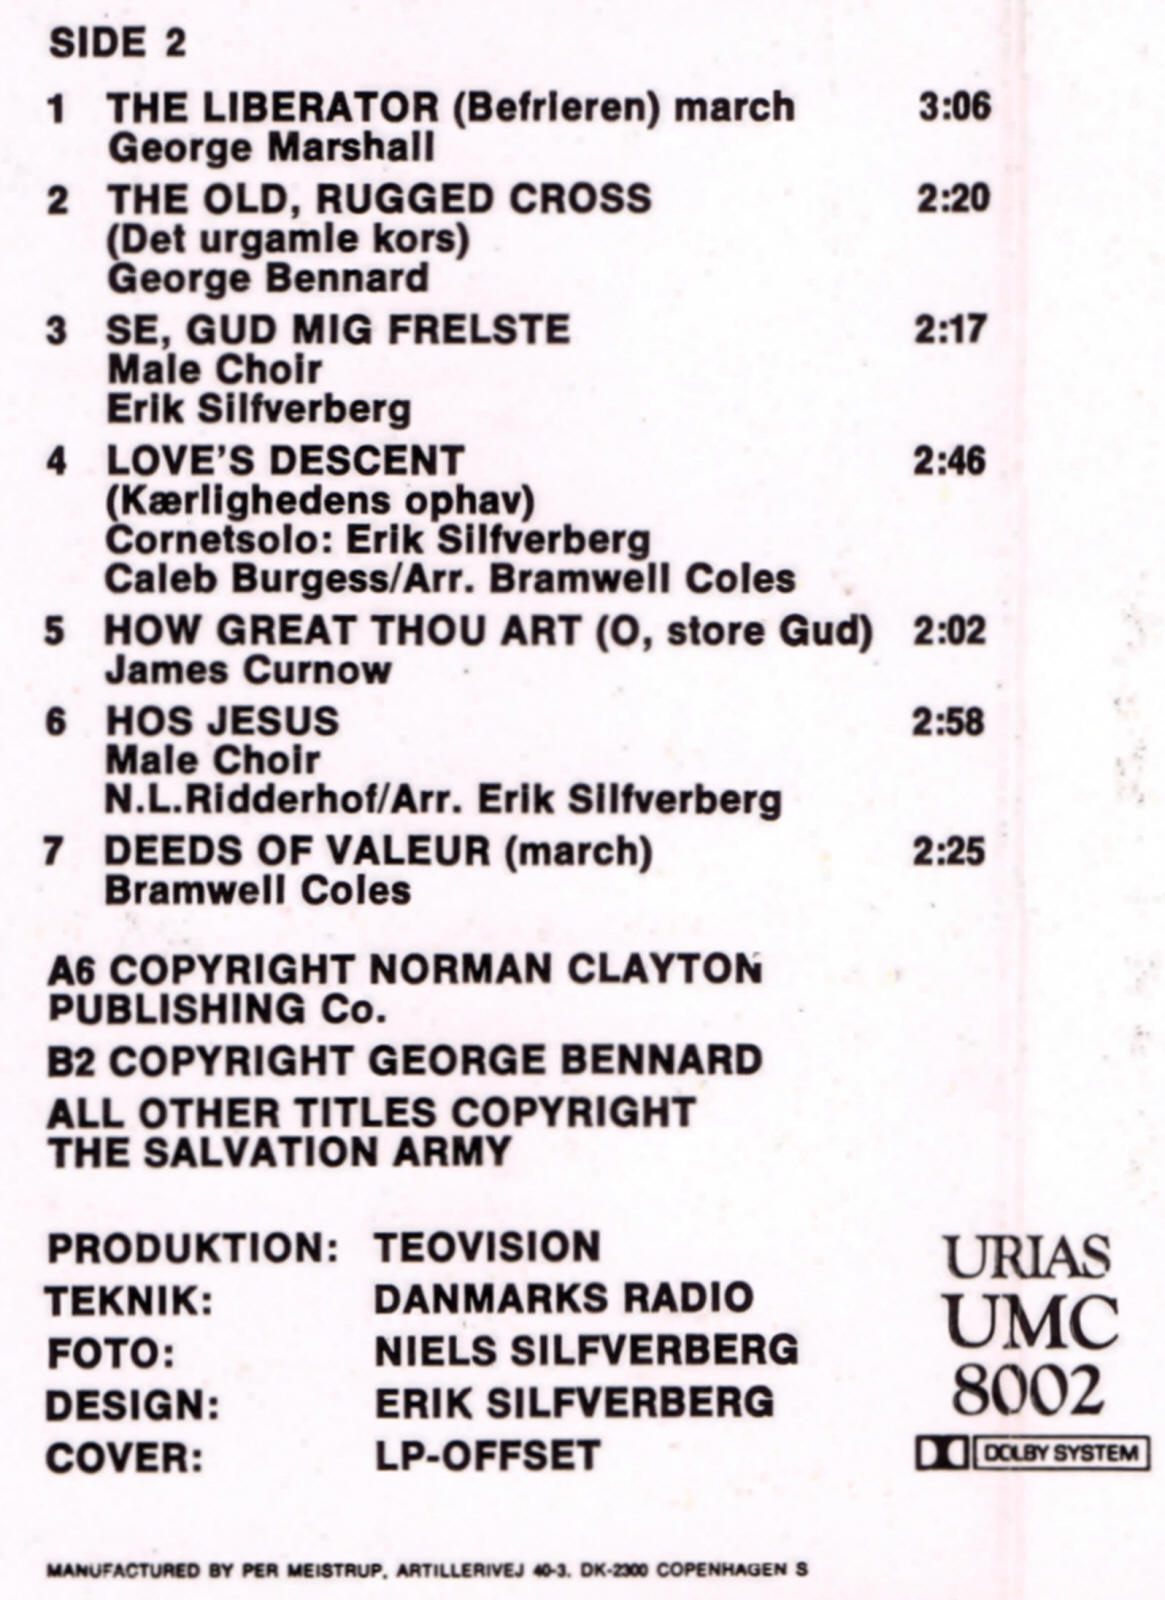 SIDE 2
1 THE LIBERATOR (Befrieren) march 3:06
George Marshall
2 THE OLD, RUGGED CROSS 2:20
(Det urgamle kors)
George Bennard
3 SE, GUD MIG FRELSTE 2:17
Male Choir
Erik Silfverberg
4 LOVE'S DESCENT 2:46
(Kærlighedens ophav)
Cornetsolo: Erik Silfverberg
Caleb Burgess/Arr. Bramwell Coles
5 HOW GREAT THOU ART (O, store Gud) 2:02
James Curnow
6 HOS JESUS 2:58
Male Choir
N.L.Ridderhof/Arr. Erik Silfverberg
7 DEEDS OF VALEUR (march) 2:25
Bramwell Coles
A6 COPYRIGHT NORMAN CLAYTON
PUBLISHING Co.
B2 COPYRIGHT GEORGE BENNARD
ALL OTHER TITLES COPYRIGHT
THE SALVATION ARMY
PRODUKTION: TEOVISION
TEKNIK: DANMARKS RADIO
FOTO: NIELS SILFVERBERG
DESIGN: ERIK SILFVERBERG
COVER: LP-OFFSET
URIAS
UMC
8002
DOLBY SYSTEM
MANUFACTURED BY PER MEISTRUP, ARTILLERIVEJ 40-3. DK-2300 COPENHAGEN S